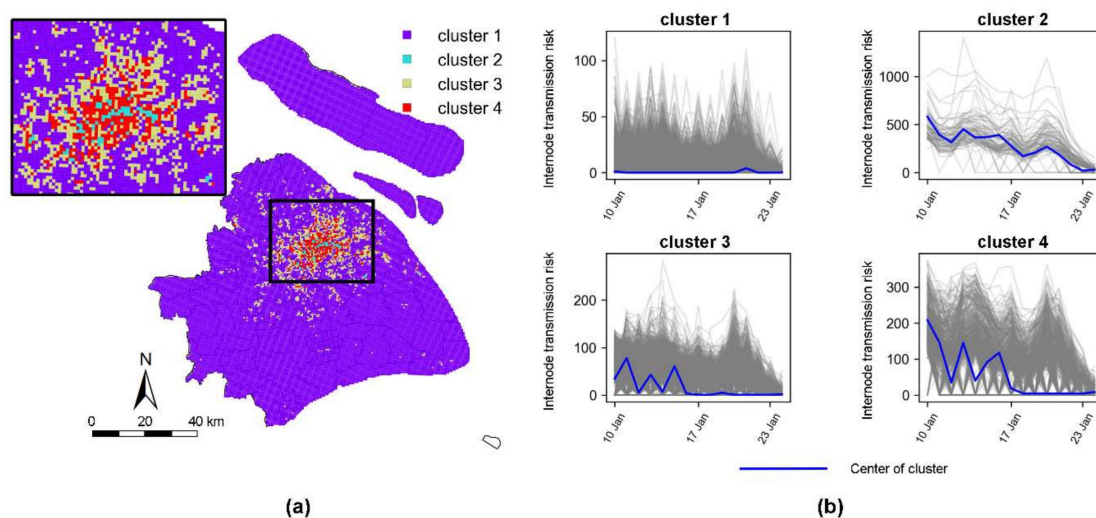 cluster 1
cluster 2
cluster 3
cluster 4
N
0 20 40 km
(a)
cluster 1
Internode transmission risk
100
50
0
10 Jan
17 Jan
23 Jan
cluster 2
Internode transmission risk
1000
500
0
10 Jan
17 Jan
23 Jan
cluster 3
Internode transmission risk
200
100
0
10 Jan
17 Jan
23 Jan
cluster 4
Internode transmission risk
300
200
100
0
10 Jan
17 Jan
23 Jan
Center of cluster
(b)